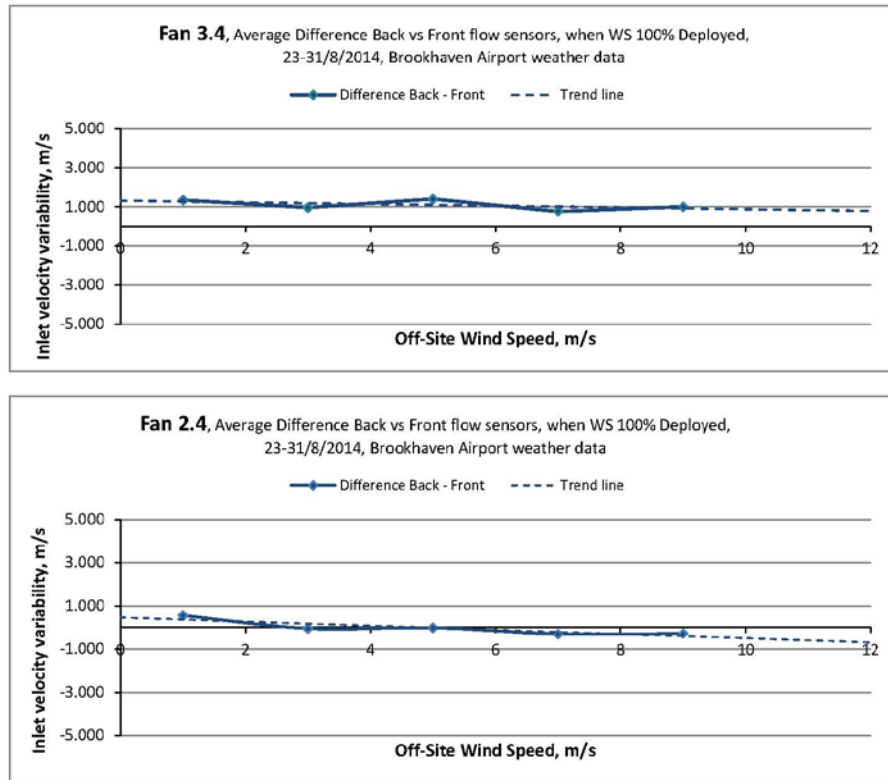 Fan 3.4, Average Difference Back vs Front flow sensors, when WS 100% Deployed,
23-31/8/2014, Brookhaven Airport weather data
Difference Back - Front
Trend line
Inlet velocity variability, m/s
5.000
3.000
1.000
-1.000
-3.000
-5.000
0 2 4 6 8 10 12
Off-Site Wind Speed, m/s
Fan 2.4, Average Difference Back vs Front flow sensors, when WS 100% Deployed,
23-31/8/2014, Brookhaven Airport weather data
Difference Back - Front
Trend line
Inlet velocity variability, m/s
5.000
3.000
1.000
-1.000
-3.000
-5.000
0 2 4 6 8 10 12
Off-Site Wind Speed, m/s